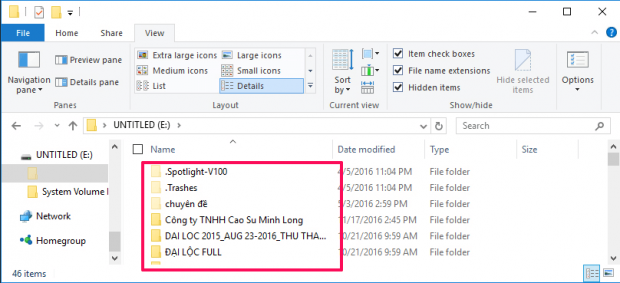 File
Home
Share
View
Navigation pane
Preview pane
Details pane
Panes
Extra large icons
Large icons
Medium icons
Small icons
List
Details
Layout
Sort by
Current view
Item check boxes
File name extensions
Hidden items
Hide selected items
Show/hide
Options
UNTITLED (E:)
Search
UNTITLED (E:)
System Volume I
Network
Homegroup
Name Date modified Type Size
.Spotlight-V100 4/5/2016 11:04 PM File folder
.Trashes 4/5/2016 11:04 PM File folder
chuyên đề 5/3/2016 2:59 PM File folder
Công ty TNHH Cao Su Minh Long 11/17/2016 2:45 PM File folder
DAI LOC 2015_AUG 23-2016_THU THA... 10/21/2016 9:59 AM File folder
ĐẠI LỘC FULL 10/21/2016 9:59 AM File folder
46 items